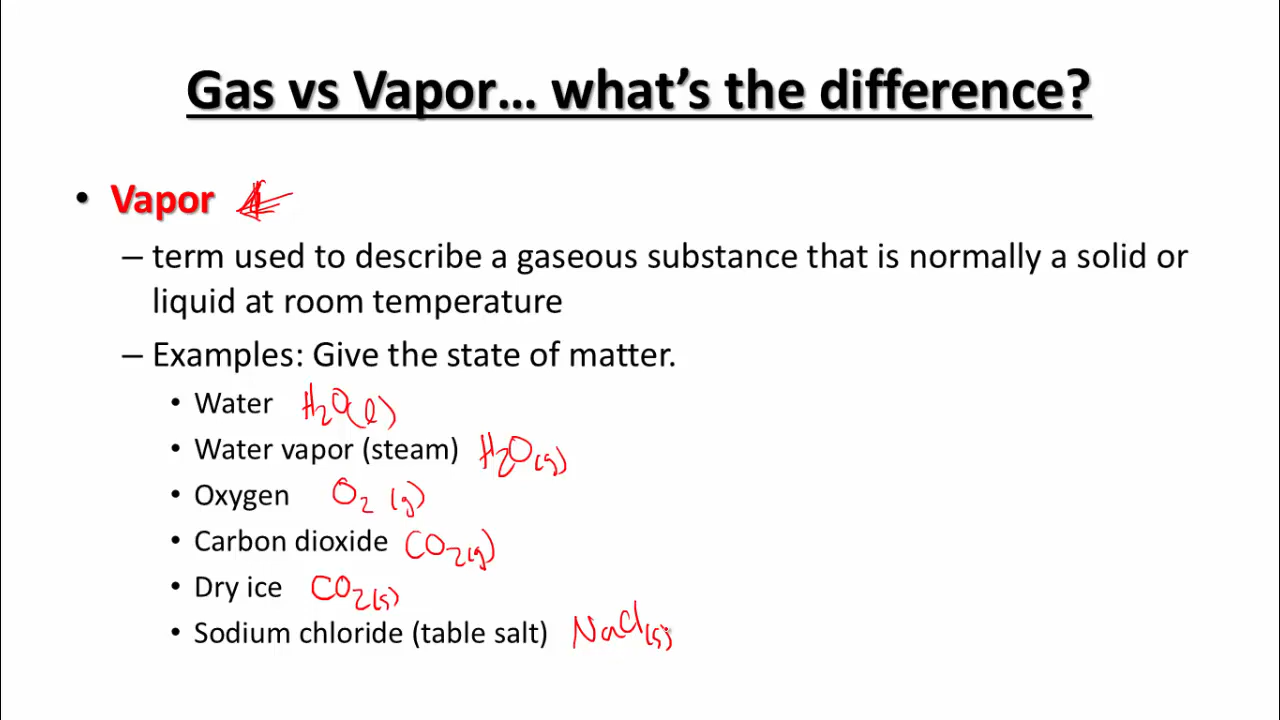 Gas vs Vapor... what's the difference?
• Vapor
– term used to describe a gaseous substance that is normally a solid or
liquid at room temperature
– Examples: Give the state of matter.
• Water H₂O(l)
• Water vapor (steam) H₂O(g)
• Oxygen O₂ (g)
• Carbon dioxide CO₂(g)
• Dry ice CO₂(s)
• Sodium chloride (table salt) NaCl(s)